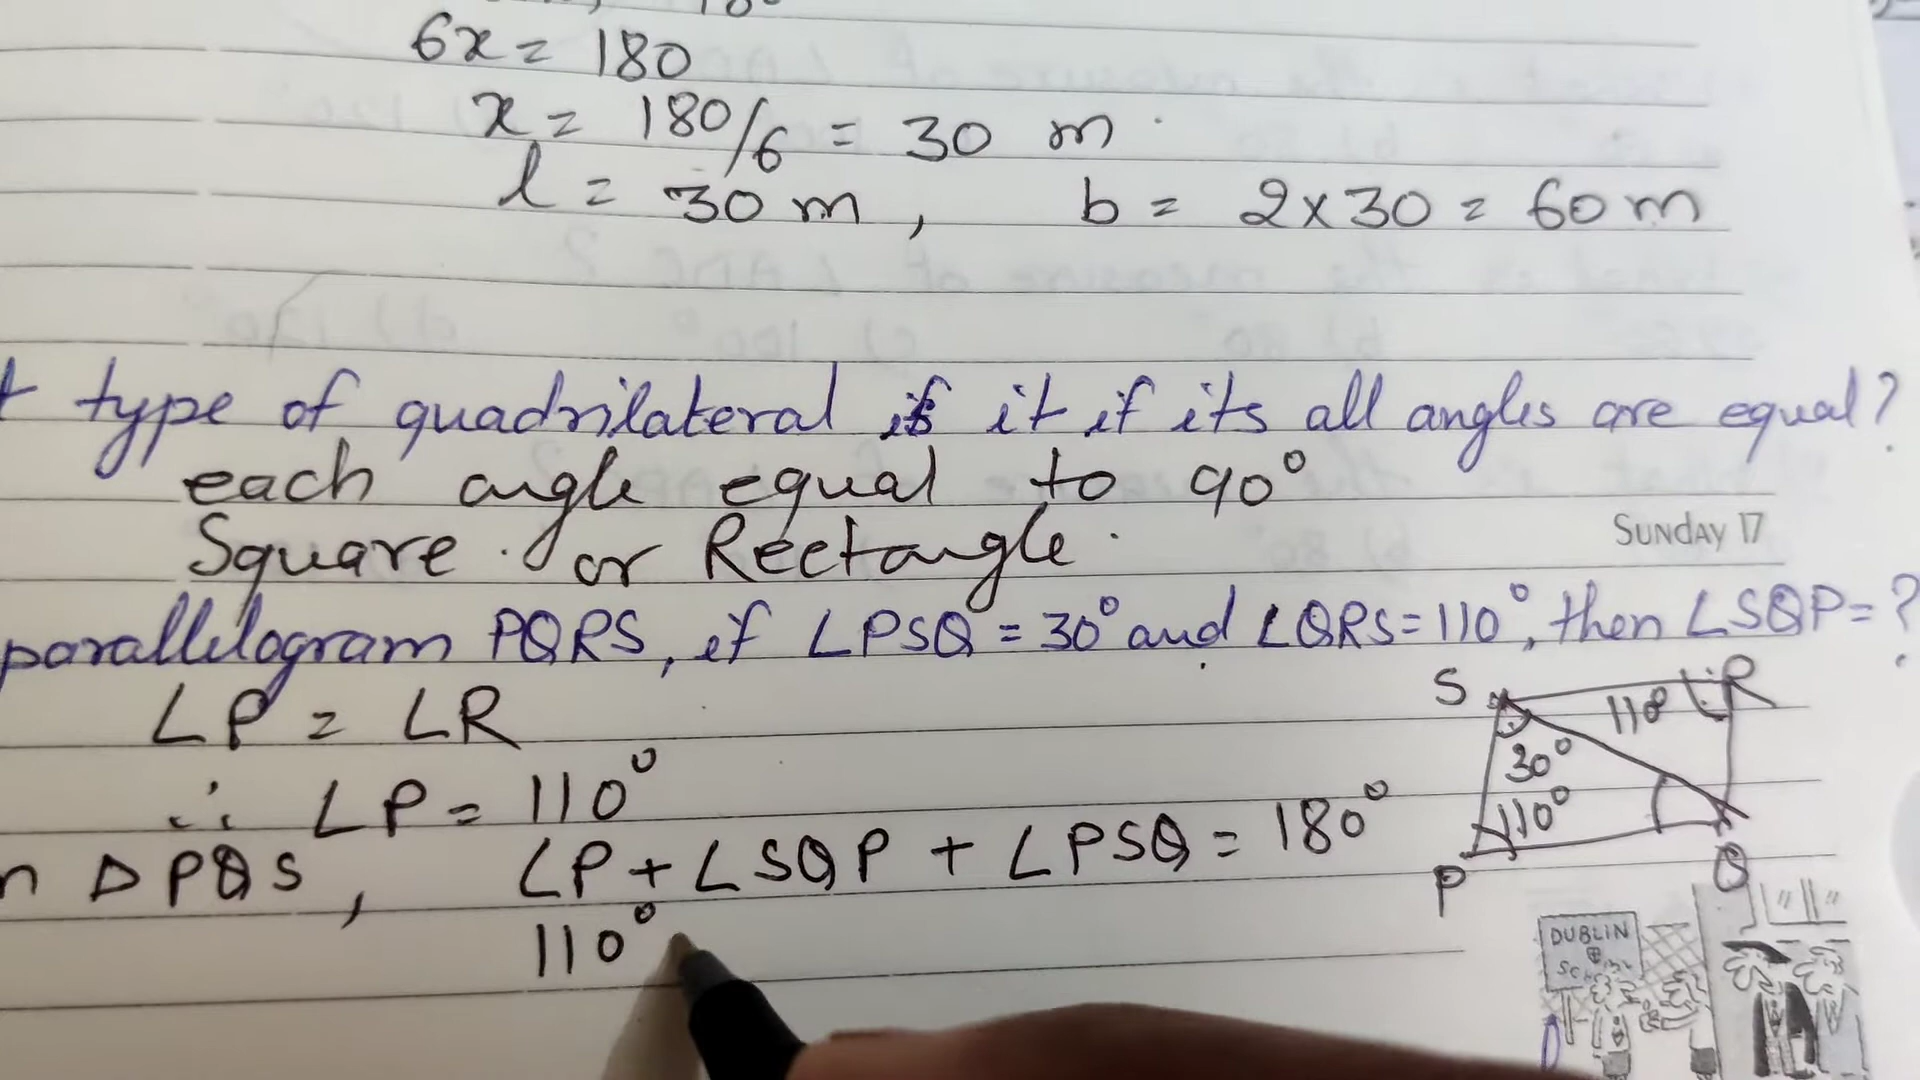 6x = 180
x = 180/6 = 30 m
l = 30 m, b = 2x30 = 60 m
type of quadrilateral is it if its all angles are equal?
each angle equal to 90°
Square or Rectangle.
SUNDAY 17
parallelogram PQRS, if ∠PSQ = 30° and ∠QRS = 110°, then ∠SQP = ?
∠P = ∠R
∴ ∠P = 110°
n △ PQS, ∠P + ∠SQP + ∠PSQ = 180°
110°
S R
110°
30°
110°
P Q
DUBLIN